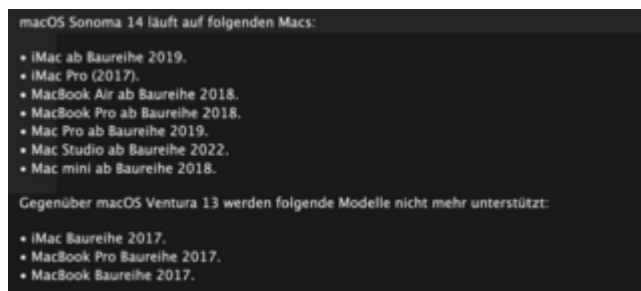 macOS Sonoma 14 läuft auf folgenden Macs:
• iMac ab Baureihe 2019.
• iMac Pro (2017).
• MacBook Air ab Baureihe 2018.
• MacBook Pro ab Baureihe 2018.
• Mac Pro ab Baureihe 2019.
• Mac Studio ab Baureihe 2022.
• Mac mini ab Baureihe 2018.
Gegenüber macOS Ventura 13 werden folgende Modelle nicht mehr unterstützt:
• iMac Baureihe 2017.
• MacBook Pro Baureihe 2017.
• MacBook Baureihe 2017.